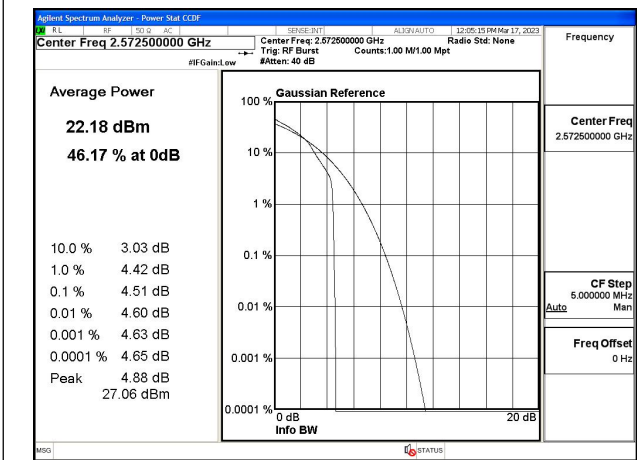 Agilent Spectrum Analyzer - Power Stat CCDF
RL RF 50 Ω AC SENSE:INT ALIGNAUTO 12:05:15 PM Mar 17, 2023
Center Freq 2.572500000 GHz
Center Freq: 2.572500000 GHz Radio Std: None
Trig: RF Burst Counts:1.00 M/1.00 Mpt
#IFGain:Low #Atten: 40 dB
Frequency
Average Power
22.18 dBm
46.17 % at 0dB
10.0 % 3.03 dB
1.0 % 4.42 dB
0.1 % 4.51 dB
0.01 % 4.60 dB
0.001 % 4.63 dB
0.0001 % 4.65 dB
Peak 4.88 dB
27.06 dBm
Gaussian Reference
100 %
10 %
1 %
0.1 %
0.01 %
0.001 %
0.0001 %
0 dB 20 dB
Info BW
Center Freq
2.572500000 GHz
CF Step
5.000000 MHz
Auto Man
Freq Offset
0 Hz
MSG STATUS